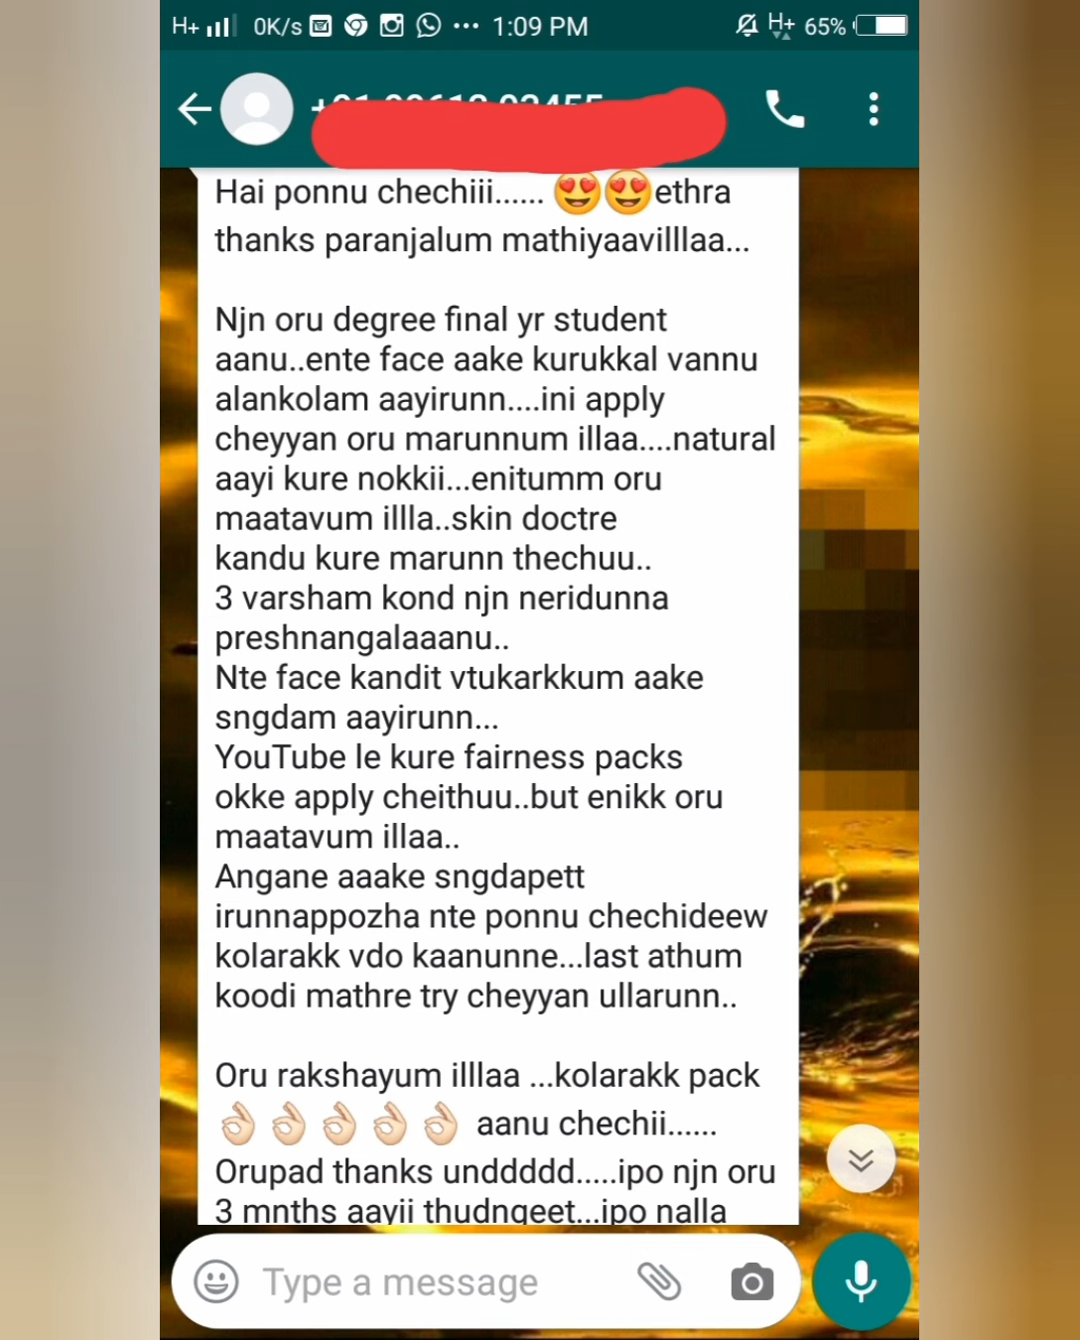 H+ 0K/s ... 1:09 PM H+ 65%
Hai ponnu chechiii...... 😍😍ethra
thanks paranjalum mathiyaavilllaa...
Njn oru degree final yr student
aanu..ente face aake kurukkal vannu
alankolam aayirunn....ini apply
cheyyan oru marunnum illaa....natural
aayi kure nokkii...enitumm oru
maatavum illla..skin doctre
kandu kure marunn thechuu..
3 varsham kond njn neridunna
preshnangalaaanu..
Nte face kandit vtukarkkum aake
sngdam aayirunn...
YouTube le kure fairness packs
okke apply cheithuu..but enikk oru
maatavum illaa..
Angane aaake sngdapett
irunnappozha nte ponnu chechideew
kolarakk vdo kaanunne...last athum
koodi mathre try cheyyan ullarunn..
Oru rakshayum illlaa ...kolarakk pack
👌🏻👌🏻👌🏻👌🏻👌🏻 aanu chechii......
Orupad thanks unddddd.....ipo njn oru
3 mnths aayii thudngeet...ipo nalla
Type a message